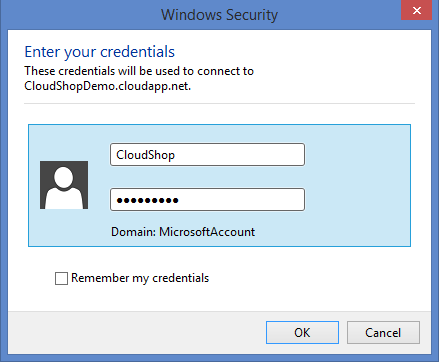 Windows Security
Enter your credentials
These credentials will be used to connect to
CloudShopDemo.cloudapp.net.
CloudShop
●●●●●●●●●
Domain: MicrosoftAccount
Remember my credentials
OK
Cancel